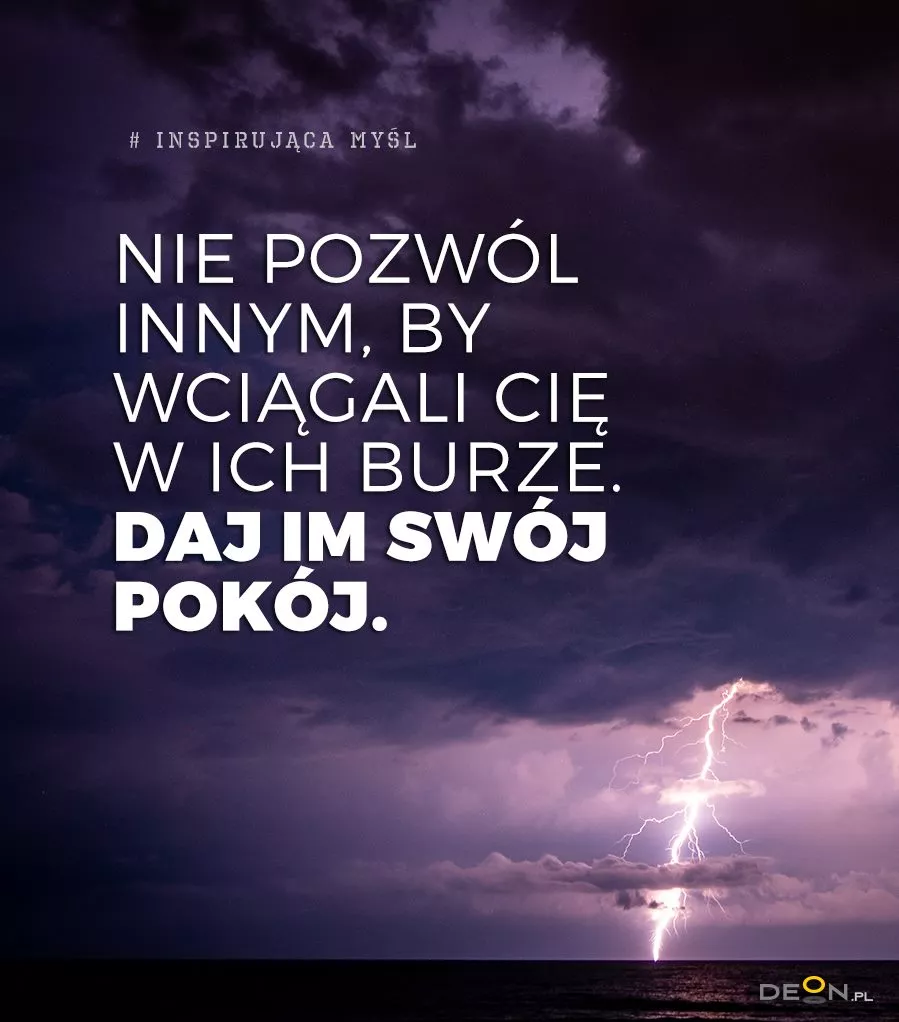 # INSPIRUJĄCA MYŚL
NIE POZWÓL
INNYM, BY
WCIĄGALI CIĘ
W ICH BURZE.
DAJ IM SWÓJ
POKÓJ.
DEON.PL